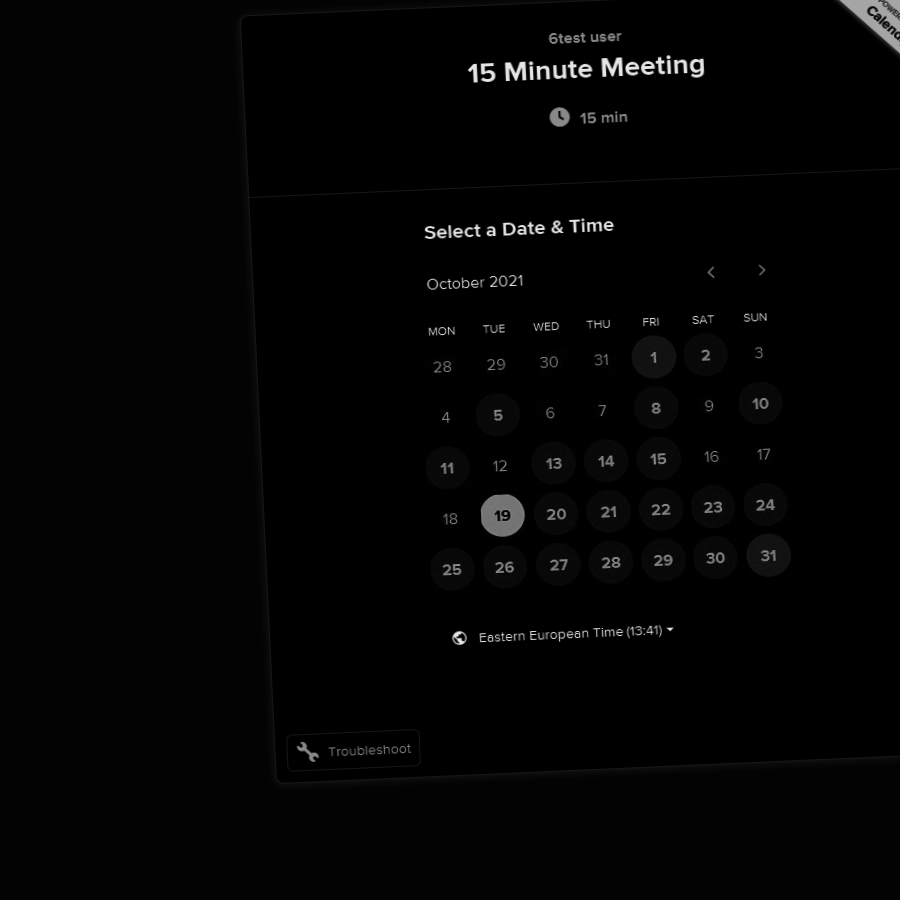 6test user
15 Minute Meeting
15 min
Select a Date & Time
October 2021
MON TUE WED THU FRI SAT SUN
28 29 30 31 1 2 3
4 5 6 7 8 9 10
11 12 13 14 15 16 17
18 19 20 21 22 23 24
25 26 27 28 29 30 31
Eastern European Time (13:41)
Troubleshoot